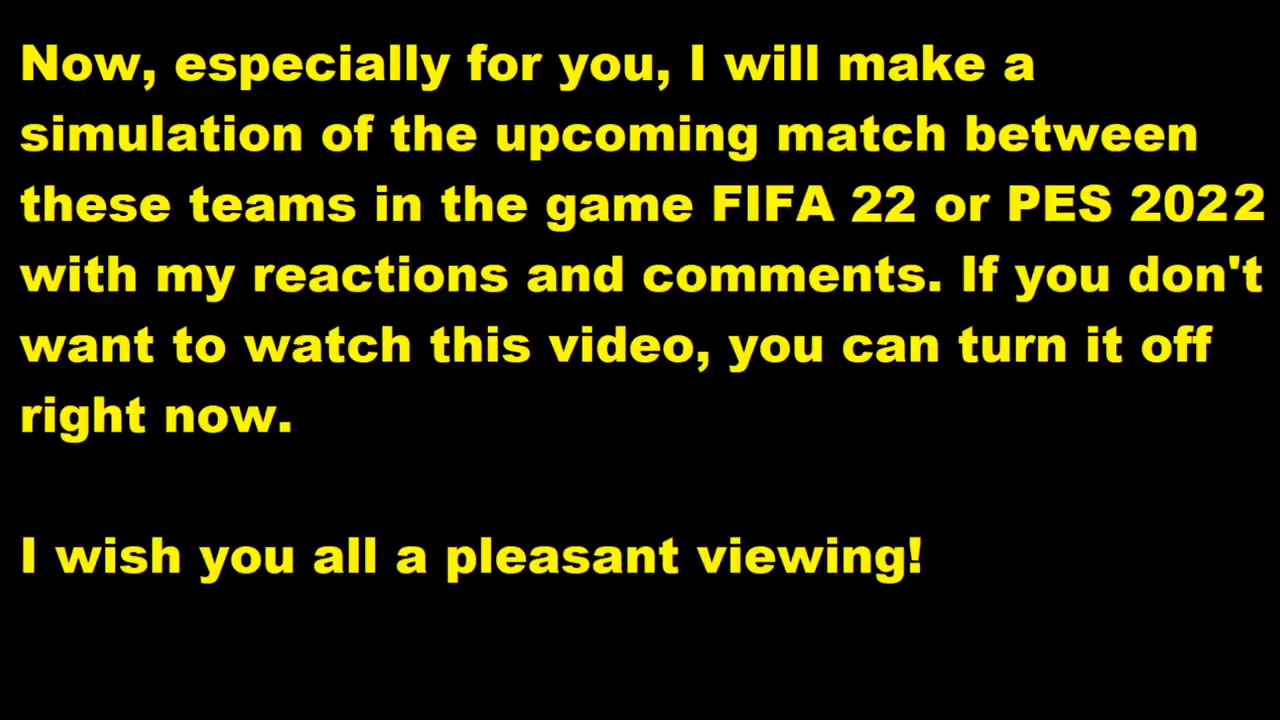 Now, especially for you, I will make a
simulation of the upcoming match between
these teams in the game FIFA 22 or PES 2022
with my reactions and comments. If you don't
want to watch this video, you can turn it off
right now.
I wish you all a pleasant viewing!